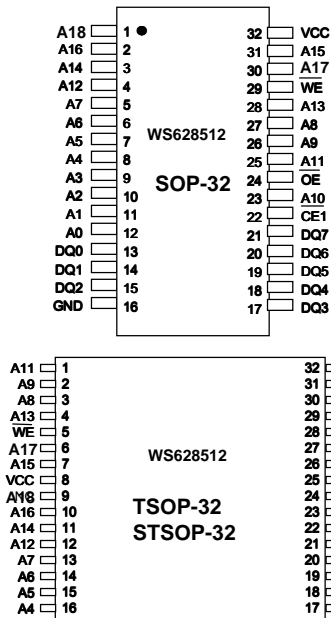 A18 1 32 VCC
A16 2 31 A15
A14 3 30 A17
A12 4 29 WE
A7 5 28 A13
A6 6 27 A8
A5 7 26 A9
A4 8 25 A11
A3 9 24 OE
A2 10 23 A10
A1 11 22 CE1
A0 12 21 DQ7
DQ0 13 20 DQ6
DQ1 14 19 DQ5
DQ2 15 18 DQ4
GND 16 17 DQ3
WS628512
SOP-32
A11 1 32
A9 2 31
A8 3 30
A13 4 29
WE 5 28
A17 6 27
A15 7 26
VCC 8 25
A18 9 24
A16 10 23
A14 11 22
A12 12 21
A7 13 20
A6 14 19
A5 15 18
A4 16 17
WS628512
TSOP-32
STSOP-32